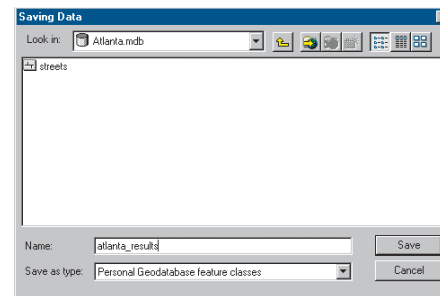 Saving Data
Look in: Atlanta.mdb
streets
Name: atlanta_results
Save
Save as type: Personal Geodatabase feature classes
Cancel